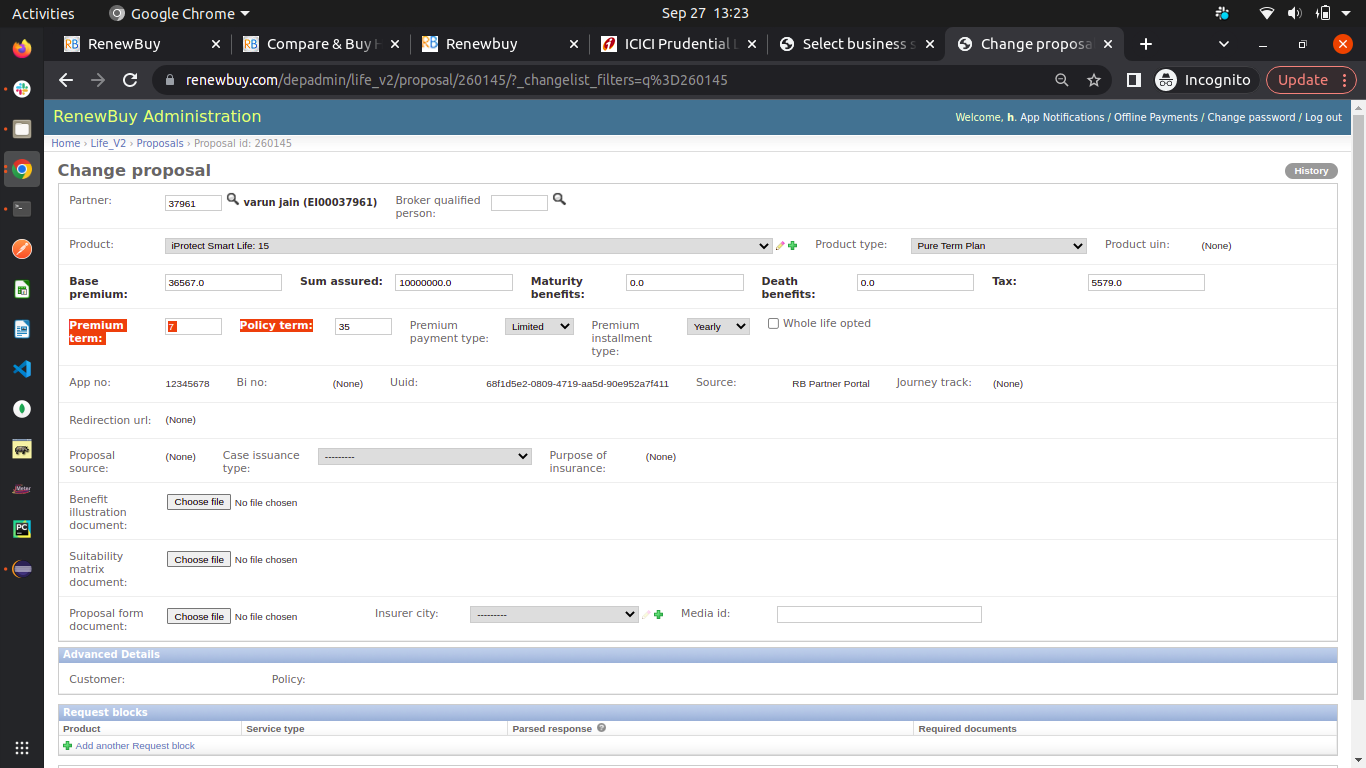 Activities
Google Chrome
Sep 27 13:23
RenewBuy
Compare & Buy H
Renewbuy
ICICI Prudential L
Select business s
Change proposa
renewbuy.com/depadmin/life_v2/proposal/260145/?_changelist_filters=q%3D260145
Incognito
Update
RenewBuy Administration
Welcome, h. App Notifications / Offline Payments / Change password / Log out
Home › Life_V2 › Proposals › Proposal id: 260145
Change proposal
History
Partner: 37961 varun jain (EI00037961) Broker qualified
person:
Product: iProtect Smart Life: 15 Product type: Pure Term Plan Product uin: (None)
Base
premium: 36567.0 Sum assured: 10000000.0 Maturity
benefits: 0.0 Death
benefits: 0.0 Tax: 5579.0
Premium
term: 7 Policy term: 35 Premium
payment type: Limited Premium
installment
type: Yearly Whole life opted
App no: 12345678 Bi no: (None) Uuid: 68f1d5e2-0809-4719-aa5d-90e952a7f411 Source: RB Partner Portal Journey track: (None)
Redirection url: (None)
Proposal
source: (None) Case issuance
type: --------- Purpose of
insurance: (None)
Benefit
illustration
document: Choose file No file chosen
Suitability
matrix
document: Choose file No file chosen
Proposal form
document: Choose file No file chosen Insurer city: --------- Media id:
Advanced Details
Customer: Policy:
Request blocks
Product Service type Parsed response Required documents
Add another Request block